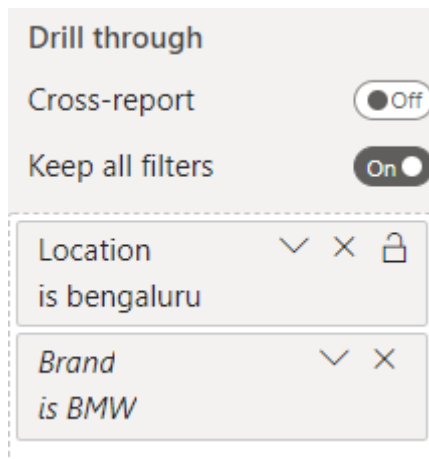 Drill through
Cross-report Off
Keep all filters On
Location
is bengaluru
Brand
is BMW